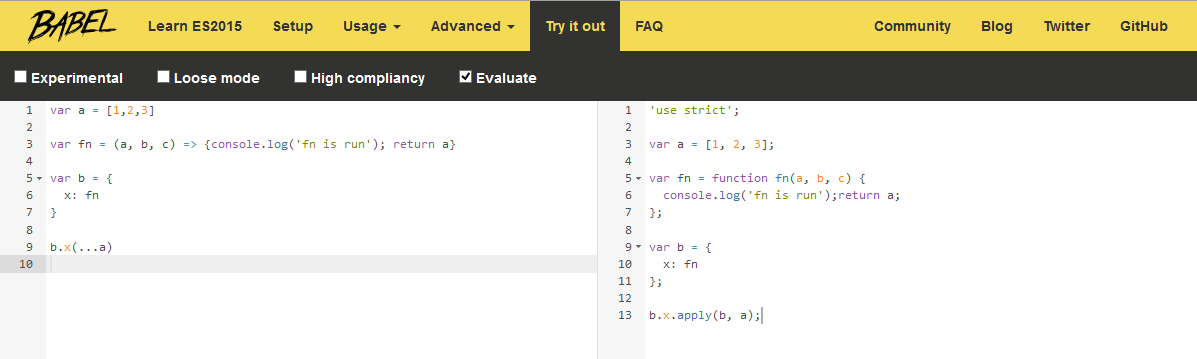 BABEL Learn ES2015 Setup Usage Advanced Try it out FAQ Community Blog Twitter GitHub
Experimental Loose mode High compliancy Evaluate
1 var a = [1,2,3]
2
3 var fn = (a, b, c) => {console.log('fn is run'); return a}
4
5 var b = {
6 x: fn
7 }
8
9 b.x(...a)
10
1 'use strict';
2
3 var a = [1, 2, 3];
4
5 var fn = function fn(a, b, c) {
6 console.log('fn is run');return a;
7 };
8
9 var b = {
10 x: fn
11 };
12
13 b.x.apply(b, a);